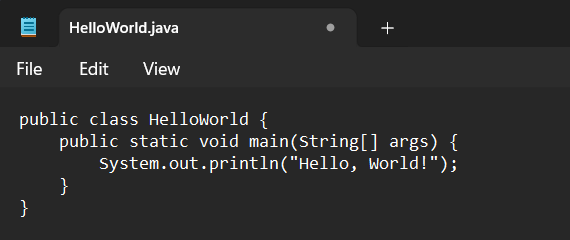 HelloWorld.java
File Edit View
public class HelloWorld {
    public static void main(String[] args) {
        System.out.println("Hello, World!");
    }
}